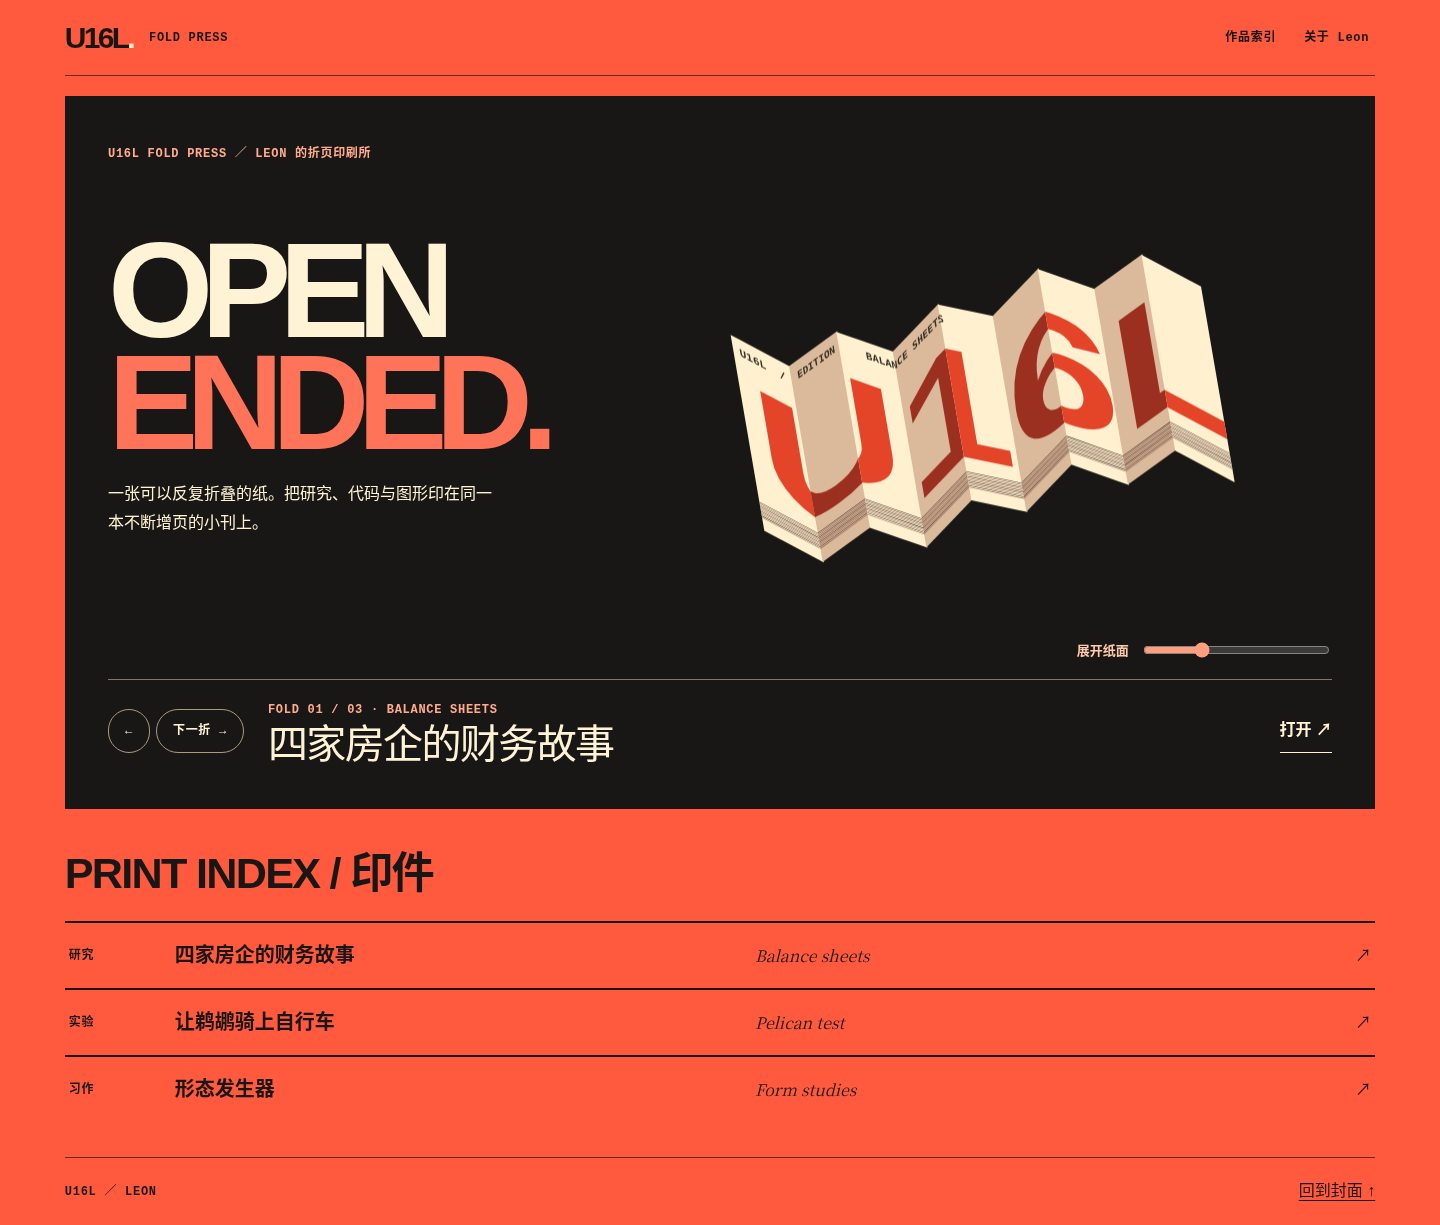 U16L. FOLD PRESS
作品索引 关于 Leon
U16L FOLD PRESS ／ LEON 的折页印刷所
OPEN
ENDED.
一张可以反复折叠的纸。把研究、代码与图形印在同一
本不断增页的小刊上。
U16L / EDITION BALANCE SHEETS
U16L
展开纸面
← 下一折 →
FOLD 01 / 03 · BALANCE SHEETS
四家房企的财务故事
打开 ↗
PRINT INDEX / 印件
研究 四家房企的财务故事 Balance sheets ↗
实验 让鹈鹕骑上自行车 Pelican test ↗
习作 形态发生器 Form studies ↗
U16L ／ LEON
回到封面 ↑